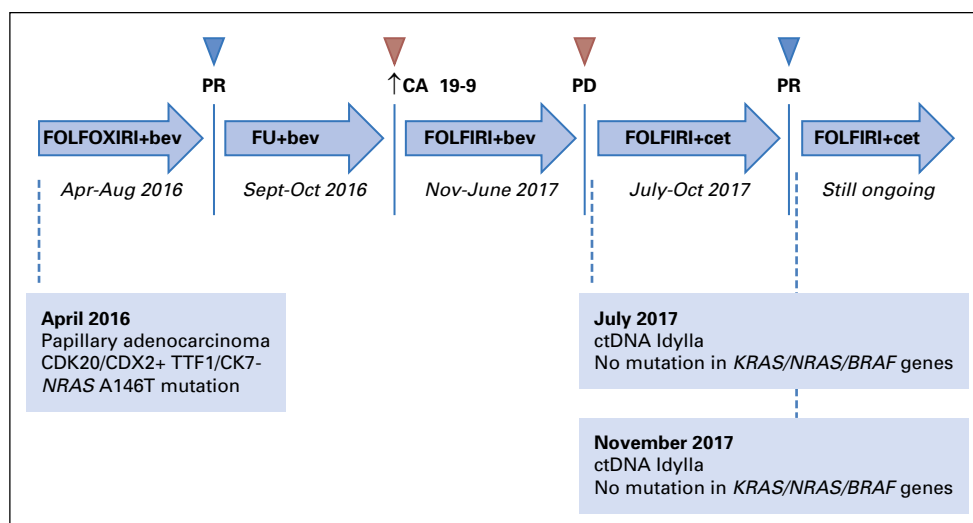 PR
↑CA 19-9
PD
PR
FOLFOXIRI+bev
FU+bev
FOLFIRI+bev
FOLFIRI+cet
FOLFIRI+cet
Apr-Aug 2016
Sept-Oct 2016
Nov-June 2017
July-Oct 2017
Still ongoing
April 2016
Papillary adenocarcinoma
CDK20/CDX2+ TTF1/CK7-
NRAS A146T mutation
July 2017
ctDNA Idylla
No mutation in KRAS/NRAS/BRAF genes
November 2017
ctDNA Idylla
No mutation in KRAS/NRAS/BRAF genes